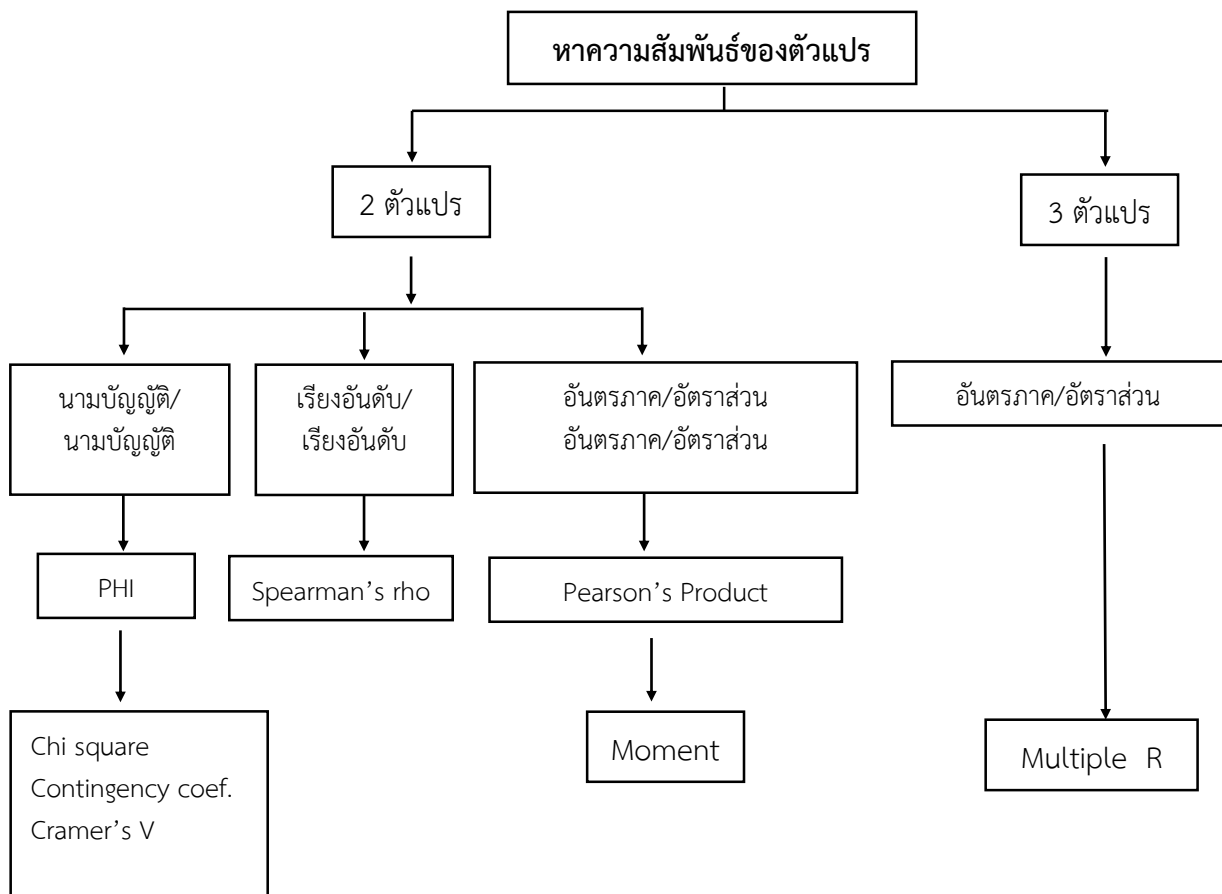 หาความสัมพันธ์ของตัวแปร
2 ตัวแปร
3 ตัวแปร
นามบัญญัติ/
นามบัญญัติ
เรียงอันดับ/
เรียงอันดับ
อันตรภาค/อัตราส่วน
อันตรภาค/อัตราส่วน
อันตรภาค/อัตราส่วน
PHI
Spearman’s rho
Pearson’s Product
Chi square
Contingency coef.
Cramer’s V
Moment
Multiple R